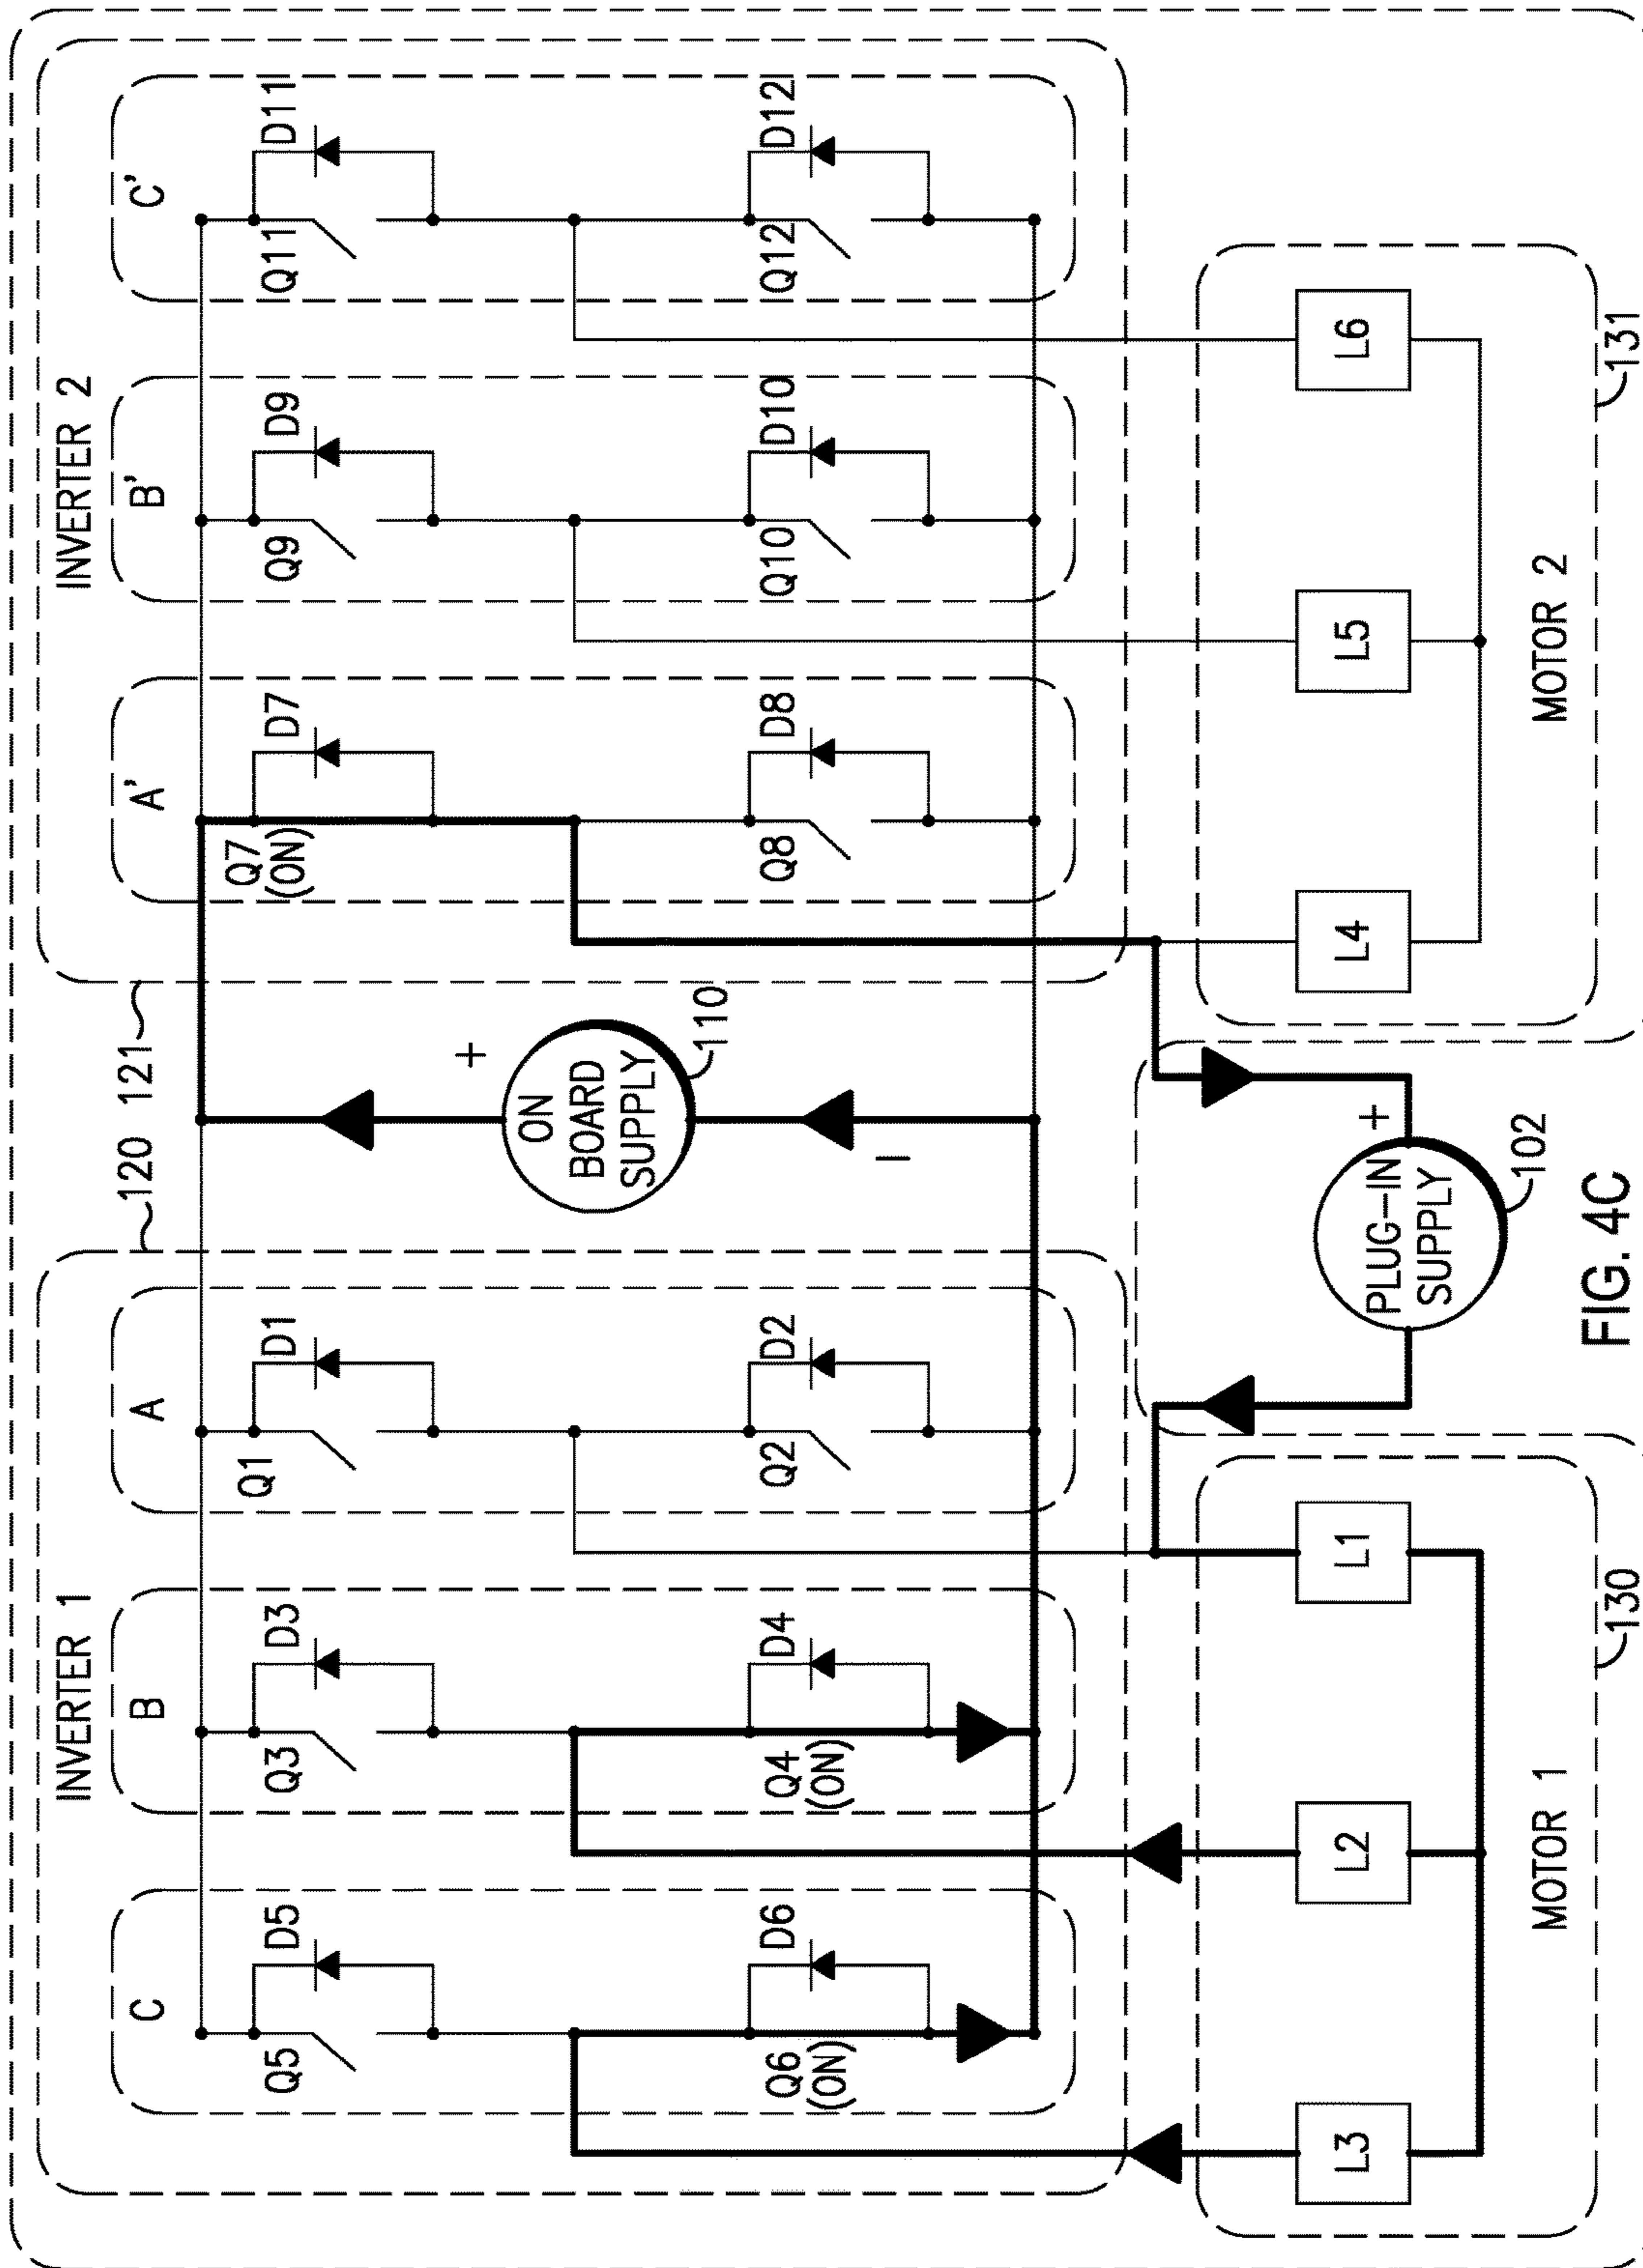 INVERTER 1
120
121
INVERTER 2
C
B
A
A'
B'
C'
Q5
D5
Q3
D3
Q1
D1
Q7
(ON)
D7
Q9
D9
Q11
D11
+
ON
BOARD
SUPPLY
110
−
Q6
(ON)
D6
Q4
(ON)
D4
Q2
D2
Q8
D8
Q10
D10
Q12
D12
L3
L2
L1
L4
L5
L6
PLUG-IN
SUPPLY
+
102
MOTOR 1
130
MOTOR 2
131
FIG. 4C